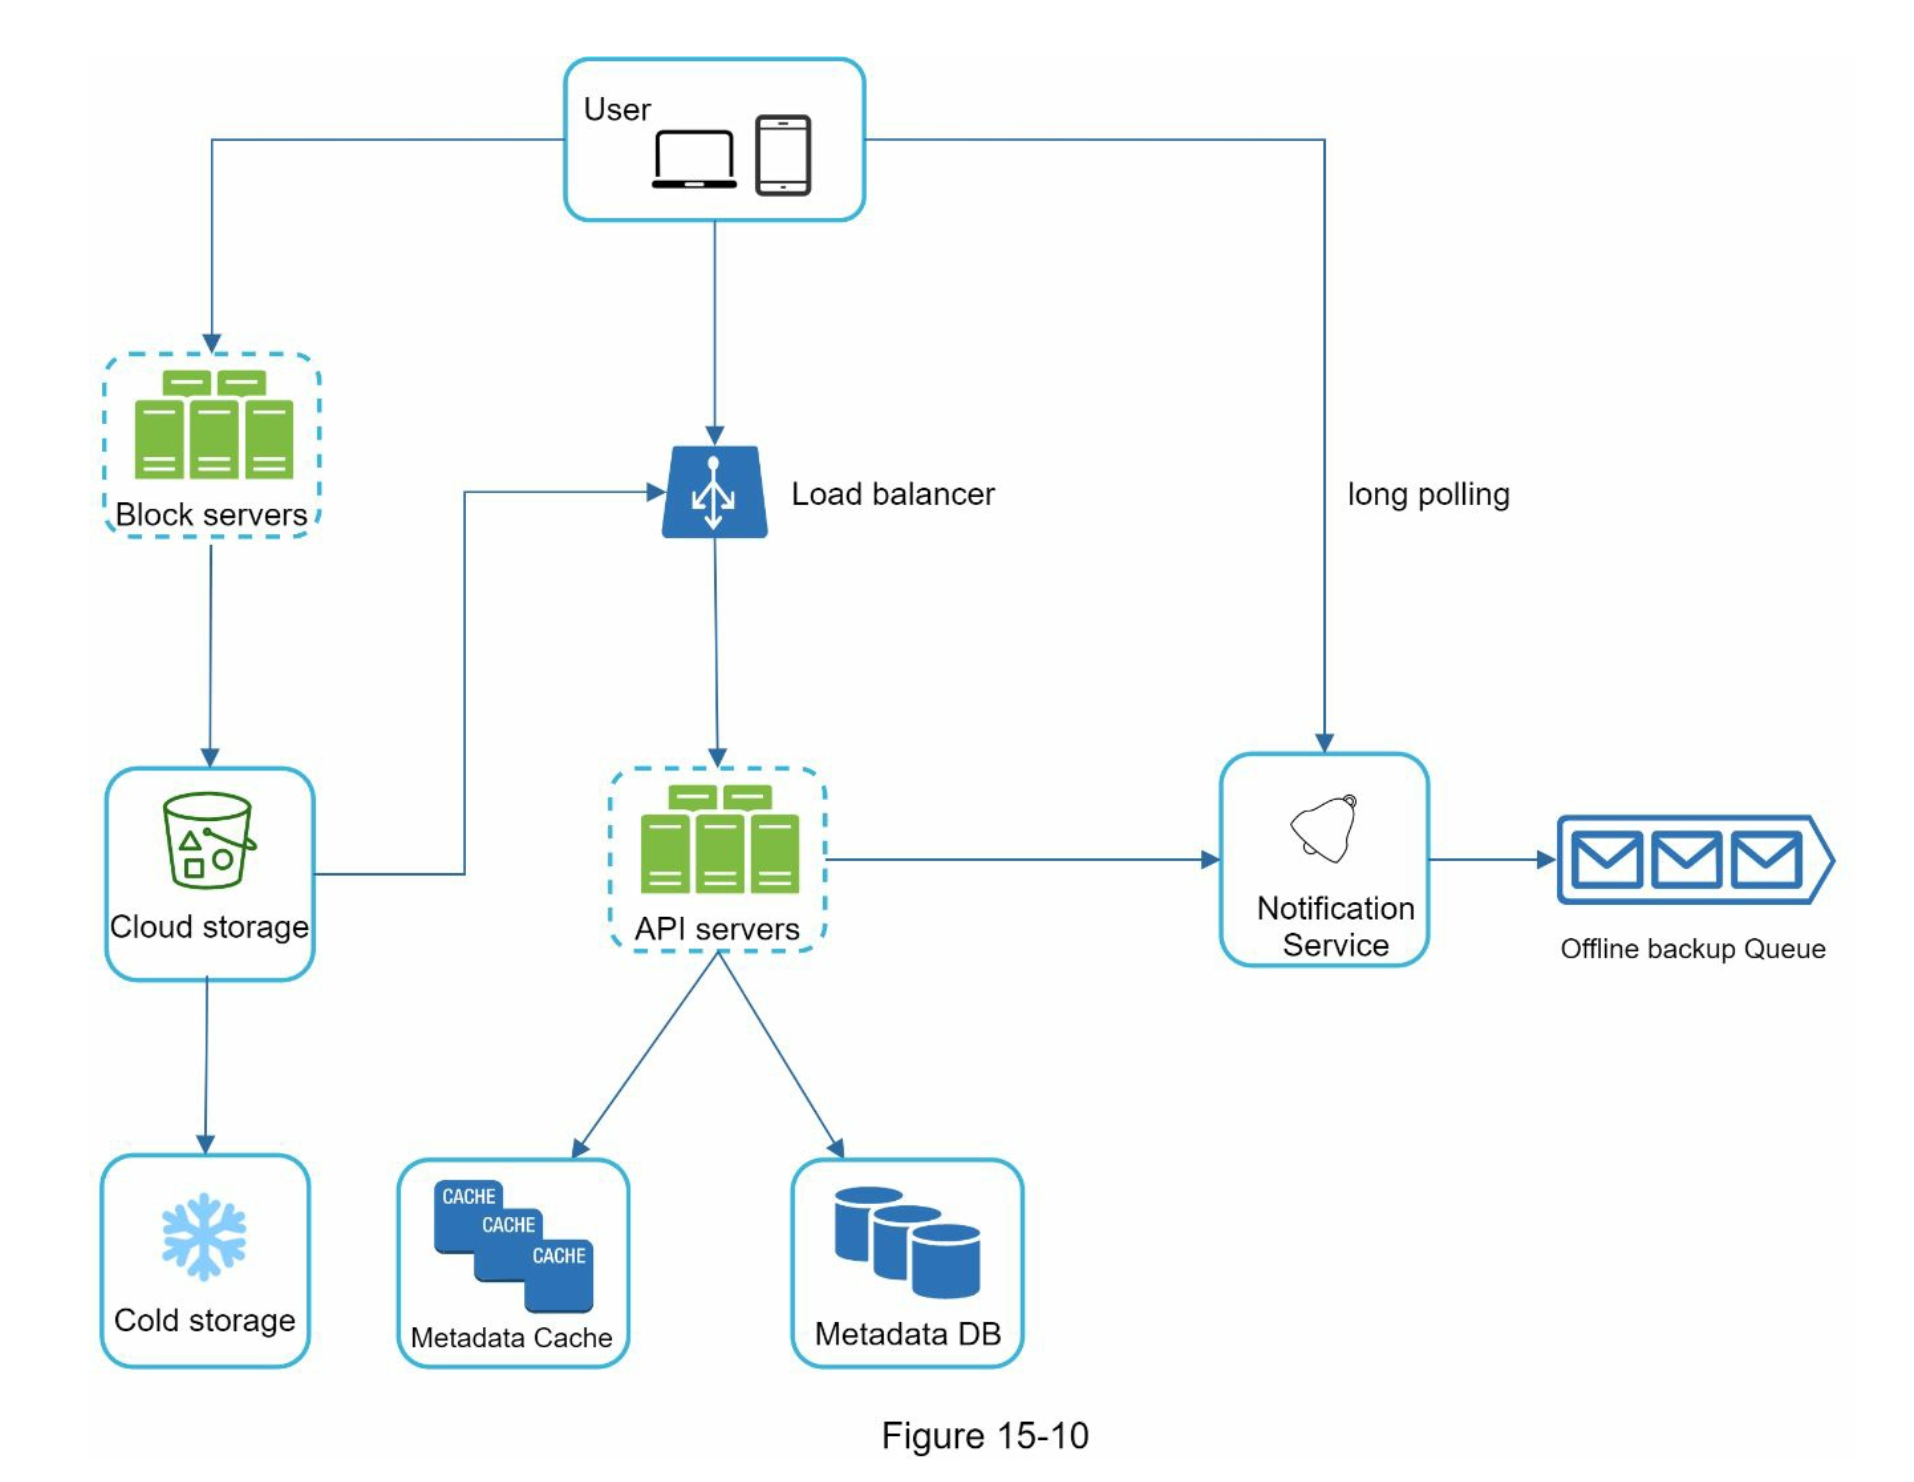 User
Block servers
Load balancer
long polling
Cloud storage
API servers
Notification
Service
Offline backup Queue
Cold storage
CACHE
CACHE
CACHE
Metadata Cache
Metadata DB
Figure 15-10